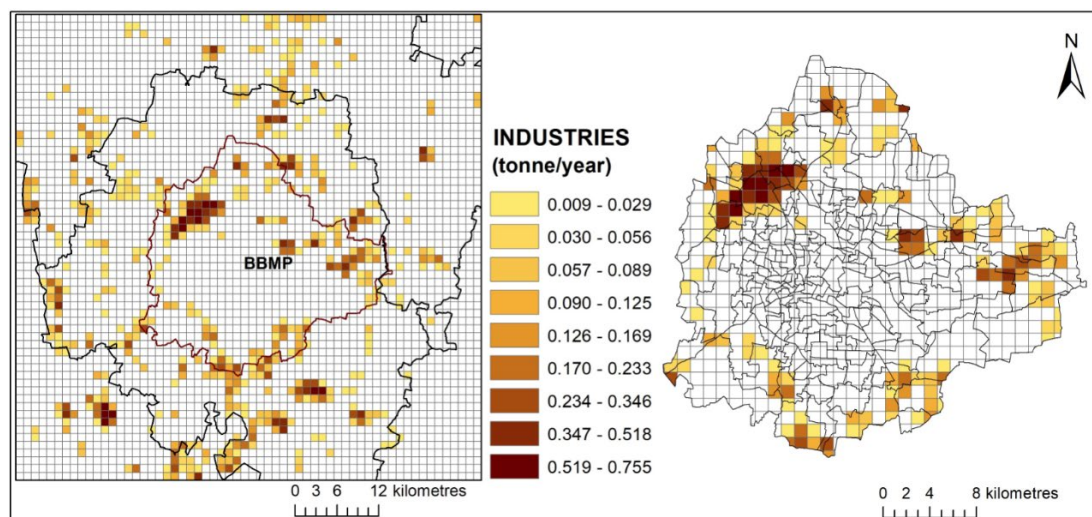 BBMP
0 3 6 12 kilometres
INDUSTRIES
(tonne/year)
0.009 - 0.029
0.030 - 0.056
0.057 - 0.089
0.090 - 0.125
0.126 - 0.169
0.170 - 0.233
0.234 - 0.346
0.347 - 0.518
0.519 - 0.755
N
0 2 4 8 kilometres